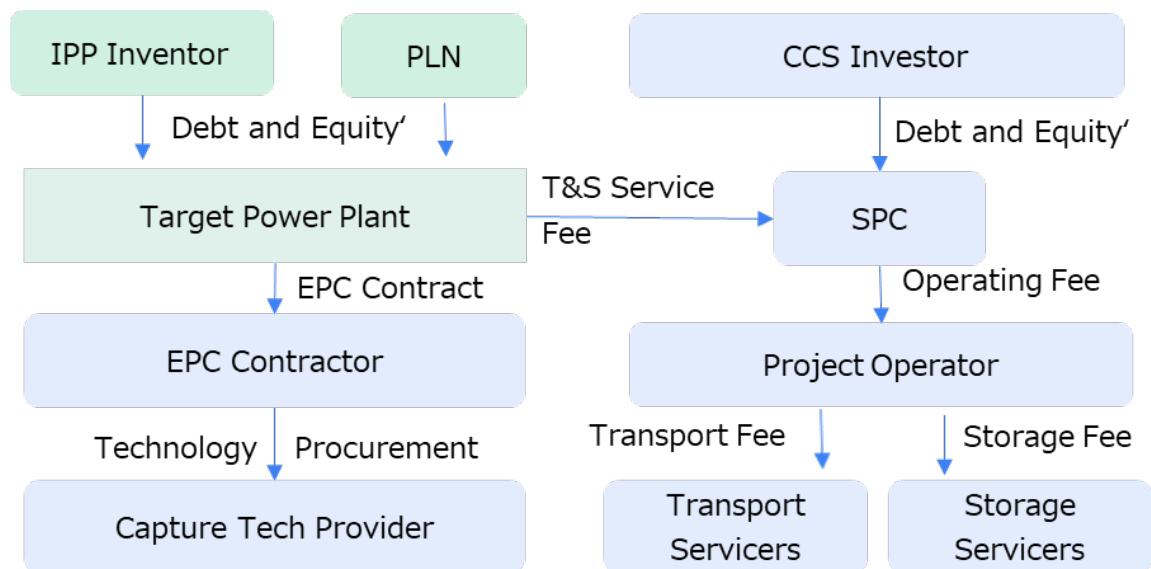 IPP Inventor
PLN
CCS Investor
Debt and Equity‘
Debt and Equity‘
Target Power Plant
T&S Service
Fee
SPC
EPC Contract
Operating Fee
EPC Contractor
Project Operator
Technology
Procurement
Transport Fee
Storage Fee
Capture Tech Provider
Transport
Servicers
Storage
Servicers